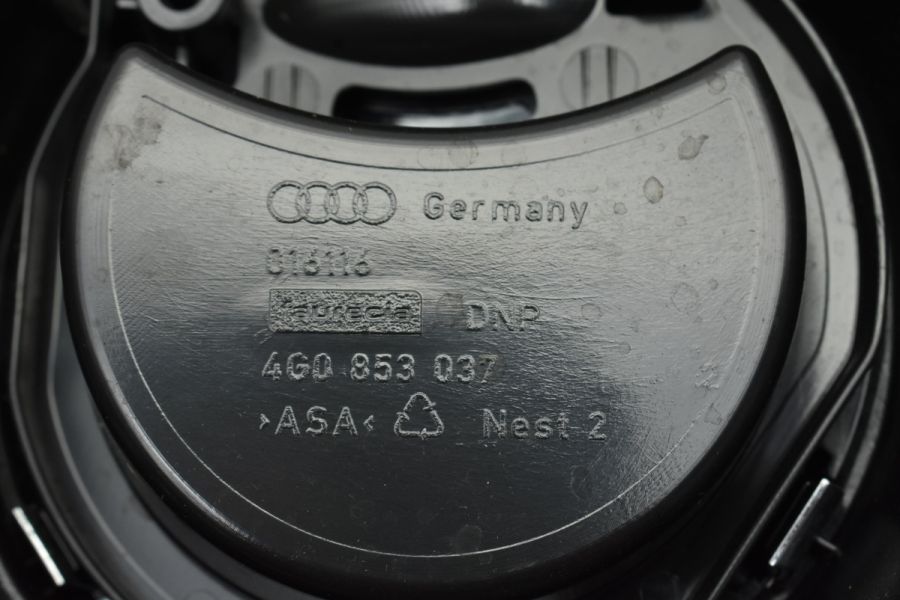 Germany
816116
faurecia DNP
4G0 853 037
>ASA< Nest 2